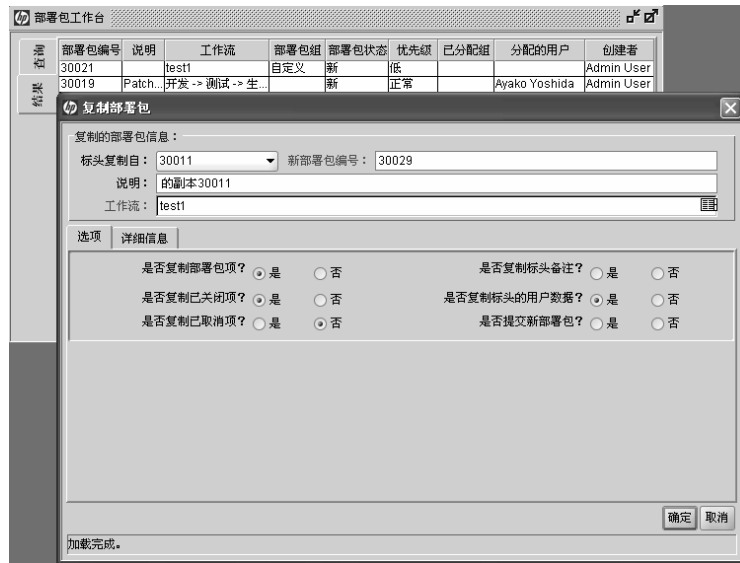 hp 部署包工作台
查询
结果
部署包编号 说明 工作流 部署包组 部署包状态 优先级 已分配组 分配的用户 创建者
30021 test1 自定义 新 低 Admin User
30019 Patch... 开发 -> 测试 -> 生... 新 正常 Ayako Yoshida Admin User
hp 复制部署包
复制的部署包信息：
标头复制自： 30011 新部署包编号： 30029
说明： 的副本30011
工作流： test1
选项 详细信息
是否复制部署包项? 是 否 是否复制标头备注? 是 否
是否复制已关闭项? 是 否 是否复制标头的用户数据? 是 否
是否复制已取消项? 是 否 是否提交新部署包? 是 否
确定 取消
加载完成。